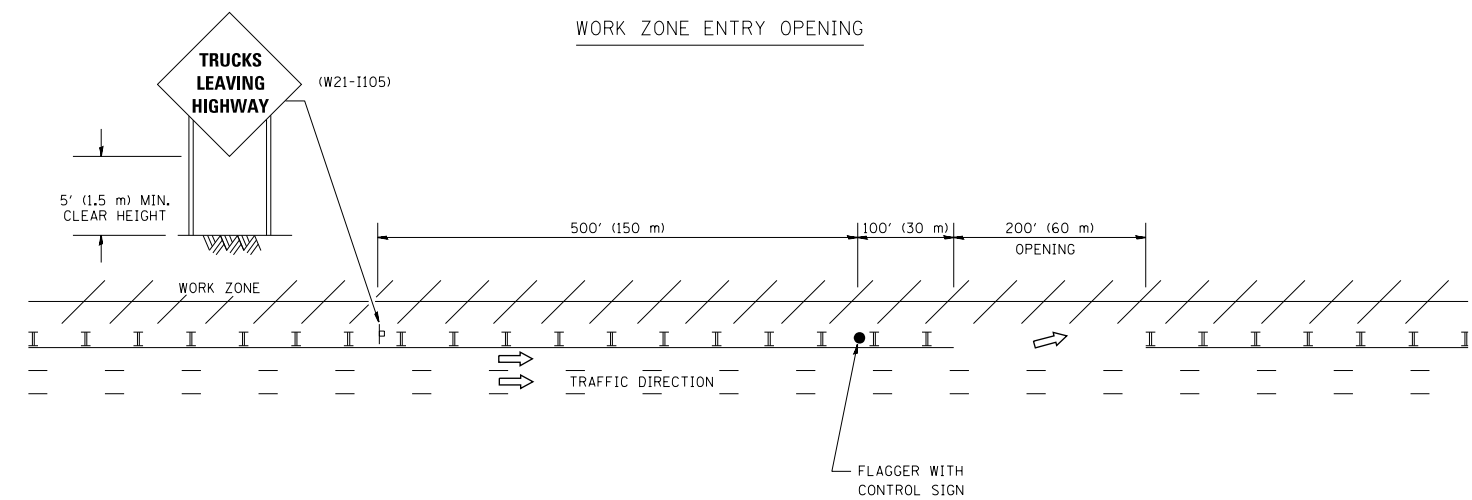 WORK ZONE ENTRY OPENING
TRUCKS
LEAVING
HIGHWAY
(W21-I105)
5' (1.5 m) MIN.
CLEAR HEIGHT
500' (150 m)
100' (30 m)
200' (60 m)
OPENING
WORK ZONE
TRAFFIC DIRECTION
FLAGGER WITH
CONTROL SIGN